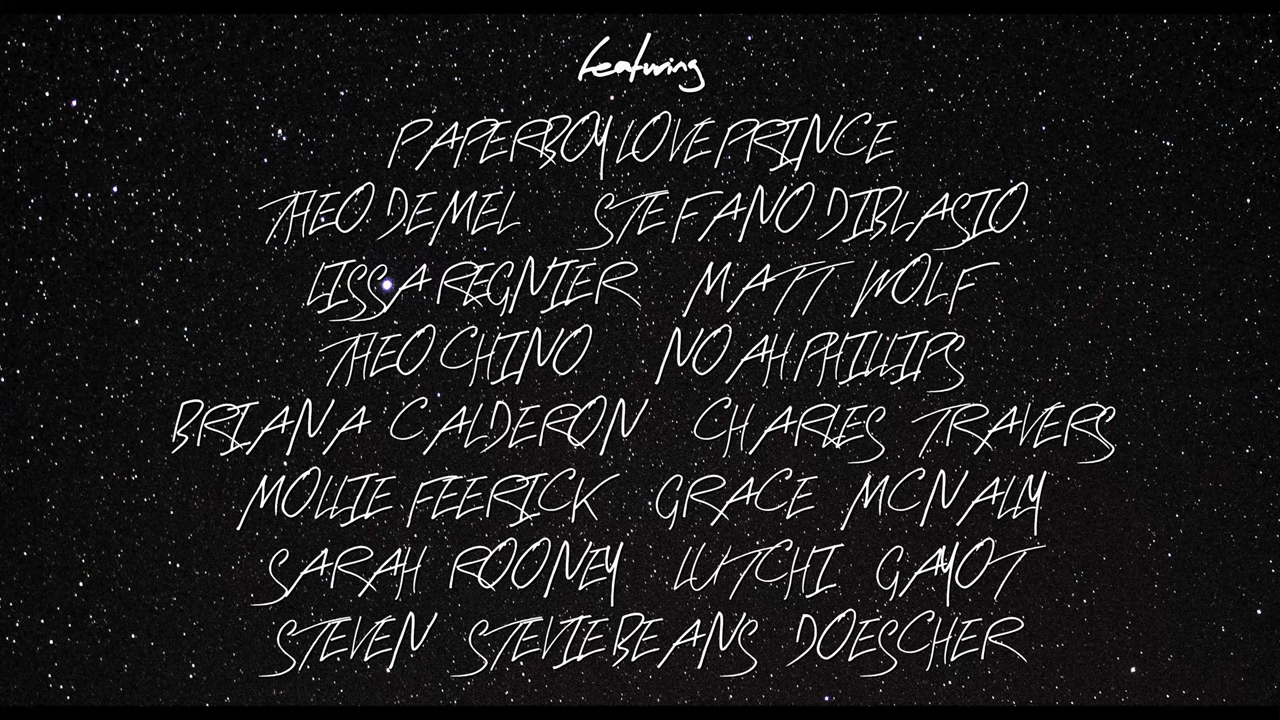 featuring
PAPERBOY LOVE PRINCE
THEO DEMEL STEFANO DIBLASIO
LISSA REGNIER MATT WOLF
THEO CHINO NOAH PHILLIPS
BRIANA CALDERON CHARLES TRAVERS
MOLLIE FEERICK GRACE MCNALLY
SARAH ROONEY LUTCHI GAYOT
STEVEN STEVIEBEANS DOESCHER